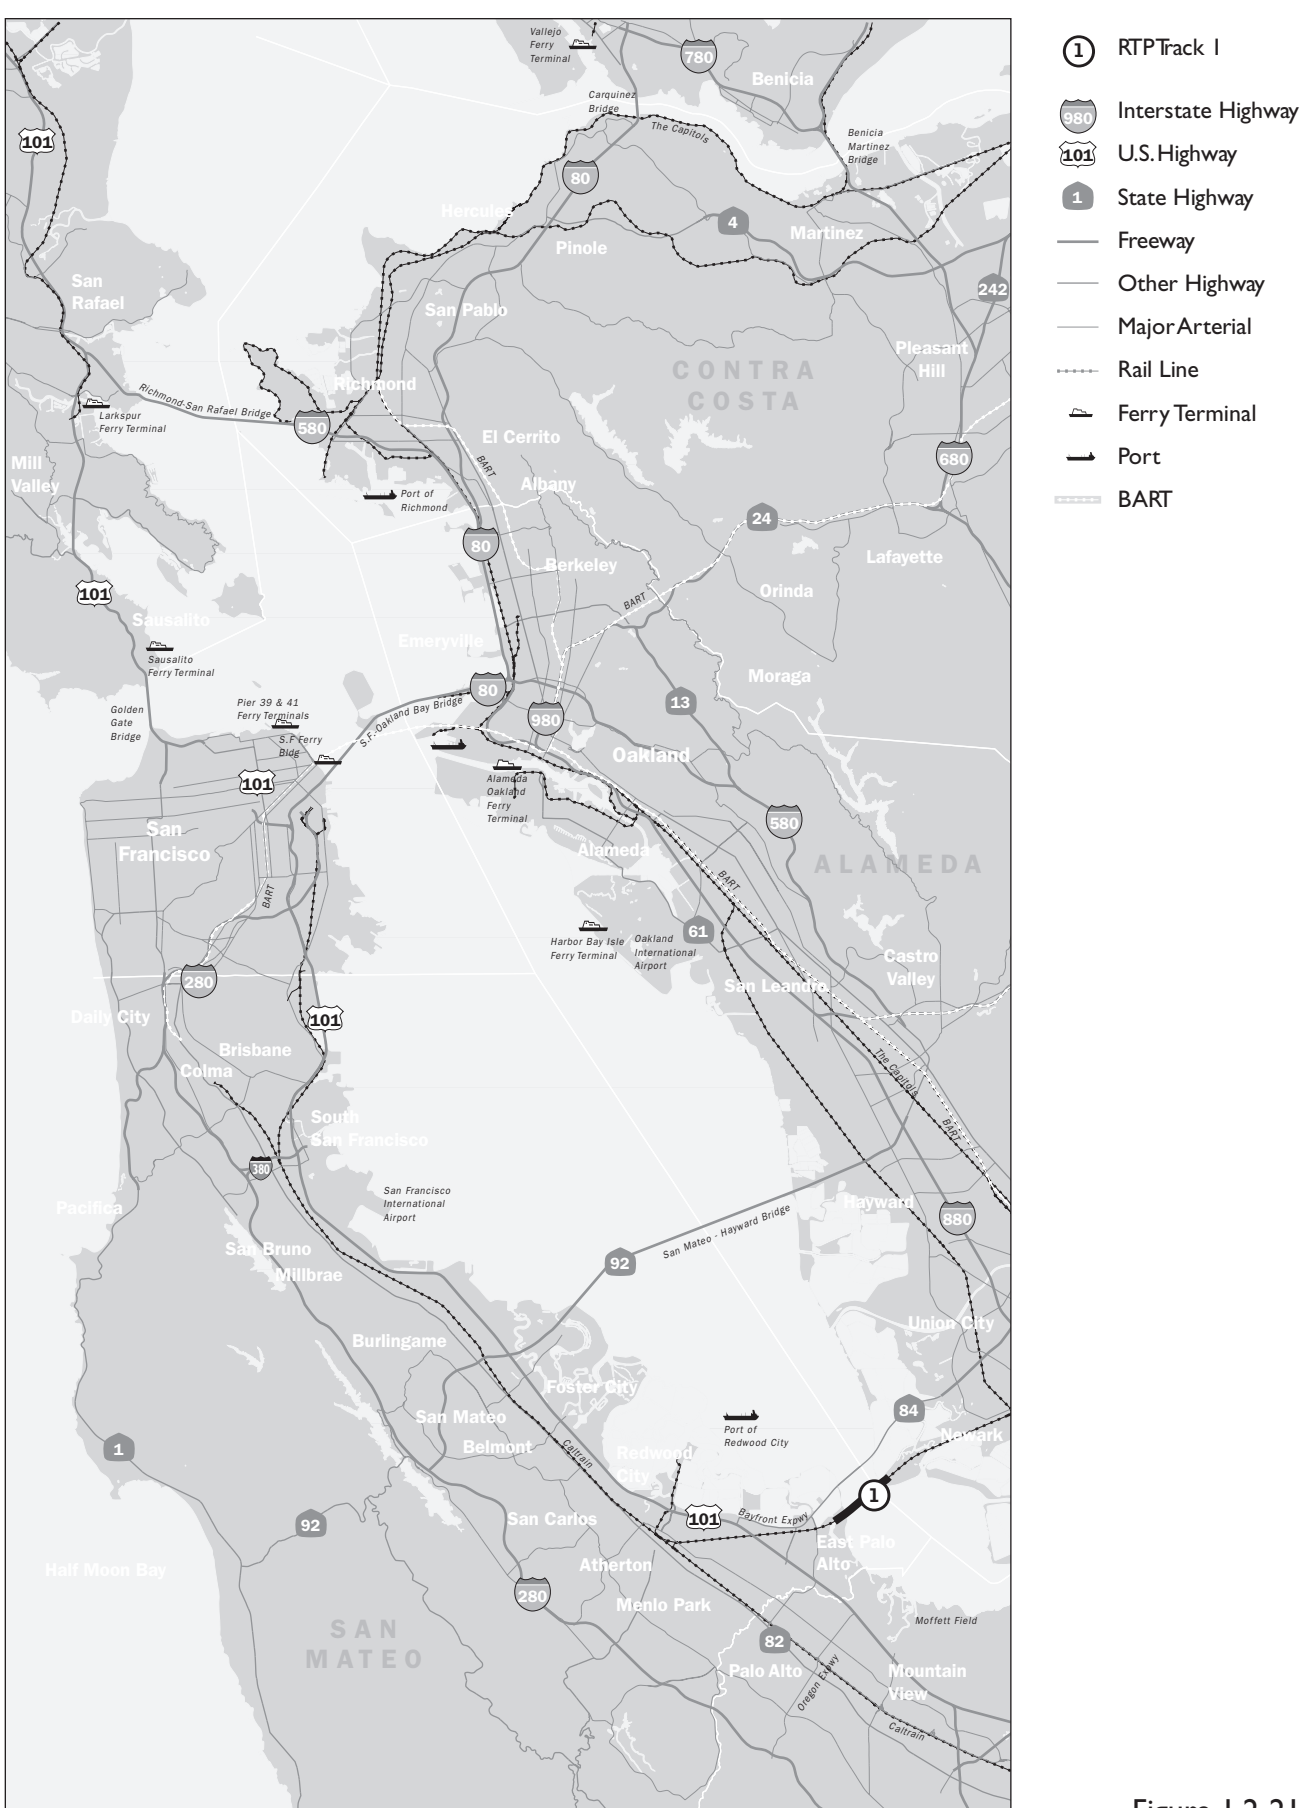 Vallejo
Ferry
Terminal
780
Benicia
Carquinez
Bridge
The Capitols
Benicia
Martinez
Bridge
101
80
Hercules
4
Martinez
Pinole
San
Rafael
242
San Pablo
CONTRA
COSTA
Pleasant
Hill
Richmond
Richmond-San Rafael Bridge
Larkspur
Ferry Terminal
580
El Cerrito
BART
680
Mill
Valley
Albany
Port of
Richmond
24
80
Lafayette
Berkeley
101
Orinda
BART
Sausalito
Emeryville
Sausalito
Ferry Terminal
Moraga
80
13
Golden
Gate
Bridge
Pier 39 & 41
Ferry Terminals
S.F.-Oakland Bay Bridge
980
S.F Ferry
Bldg
Oakland
101
Alameda
Oakland
Ferry
Terminal
580
San
Francisco
Alameda
ALAMEDA
BART
BART
61
Harbor Bay Isle
Ferry Terminal
Oakland
International
Airport
Castro
Valley
280
San Leandro
Daily City
101
Brisbane
Colma
The Capitols
South
San Francisco
BART
380
San Francisco
International
Airport
Pacifica
Hayward
880
San Mateo - Hayward Bridge
San Bruno
92
Millbrae
Union City
Burlingame
Foster City
84
San Mateo
Port of
Redwood City
Newark
Belmont
Caltrain
Redwood
City
1
1
101
Bayfront Expwy
92
San Carlos
East Palo
Alto
Half Moon Bay
Atherton
280
Menlo Park
Moffett Field
SAN
MATEO
82
Palo Alto
Oregon Expwy
Mountain
View
Caltrain
1 RTP Track 1
980 Interstate Highway
101 U.S. Highway
1 State Highway
Freeway
Other Highway
Major Arterial
Rail Line
Ferry Terminal
Port
BART